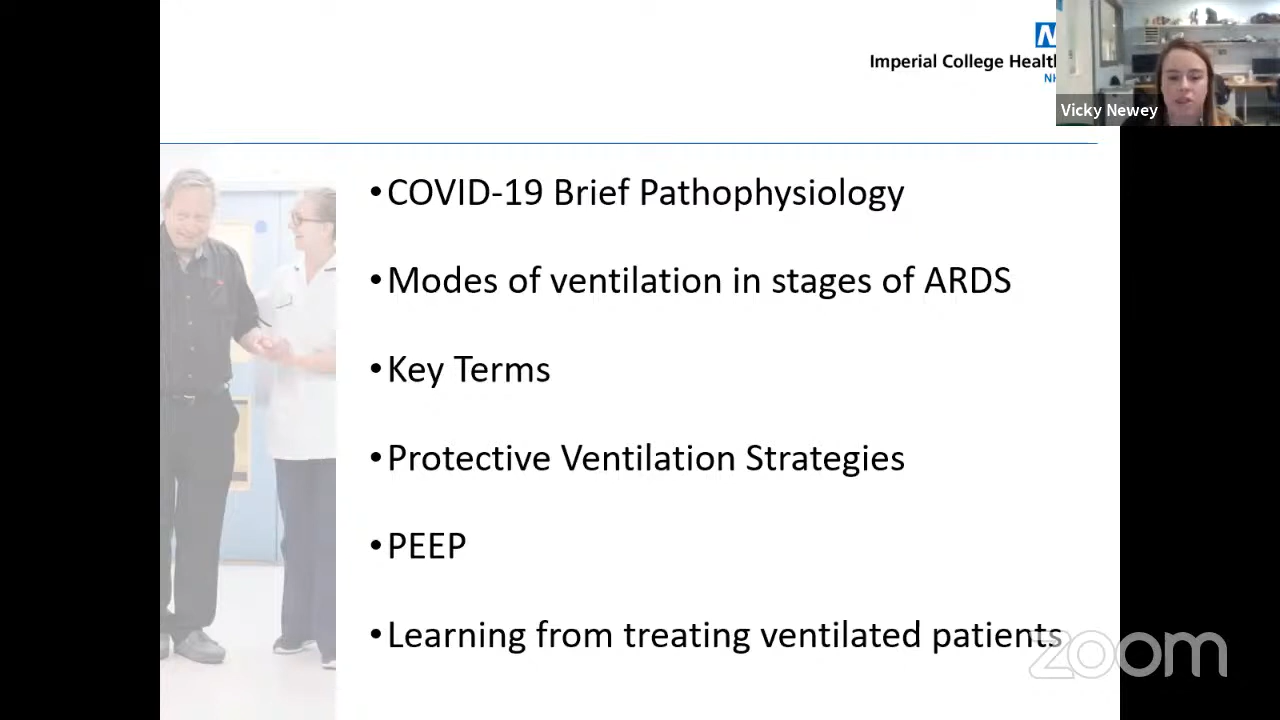 Imperial College Healt
Vicky Newey
•COVID-19 Brief Pathophysiology
•Modes of ventilation in stages of ARDS
•Key Terms
•Protective Ventilation Strategies
•PEEP
•Learning from treating ventilated patients
zoom